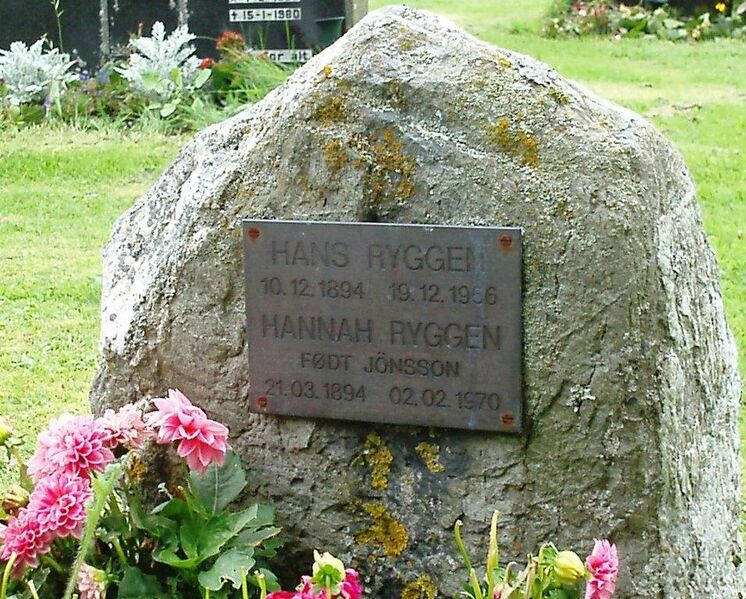 15-1-1980
HANS RYGGEN
10.12.1894 19.12.1956
HANNAH RYGGEN
FØDT JÖNSSON
21.03.1894 02.02.1970